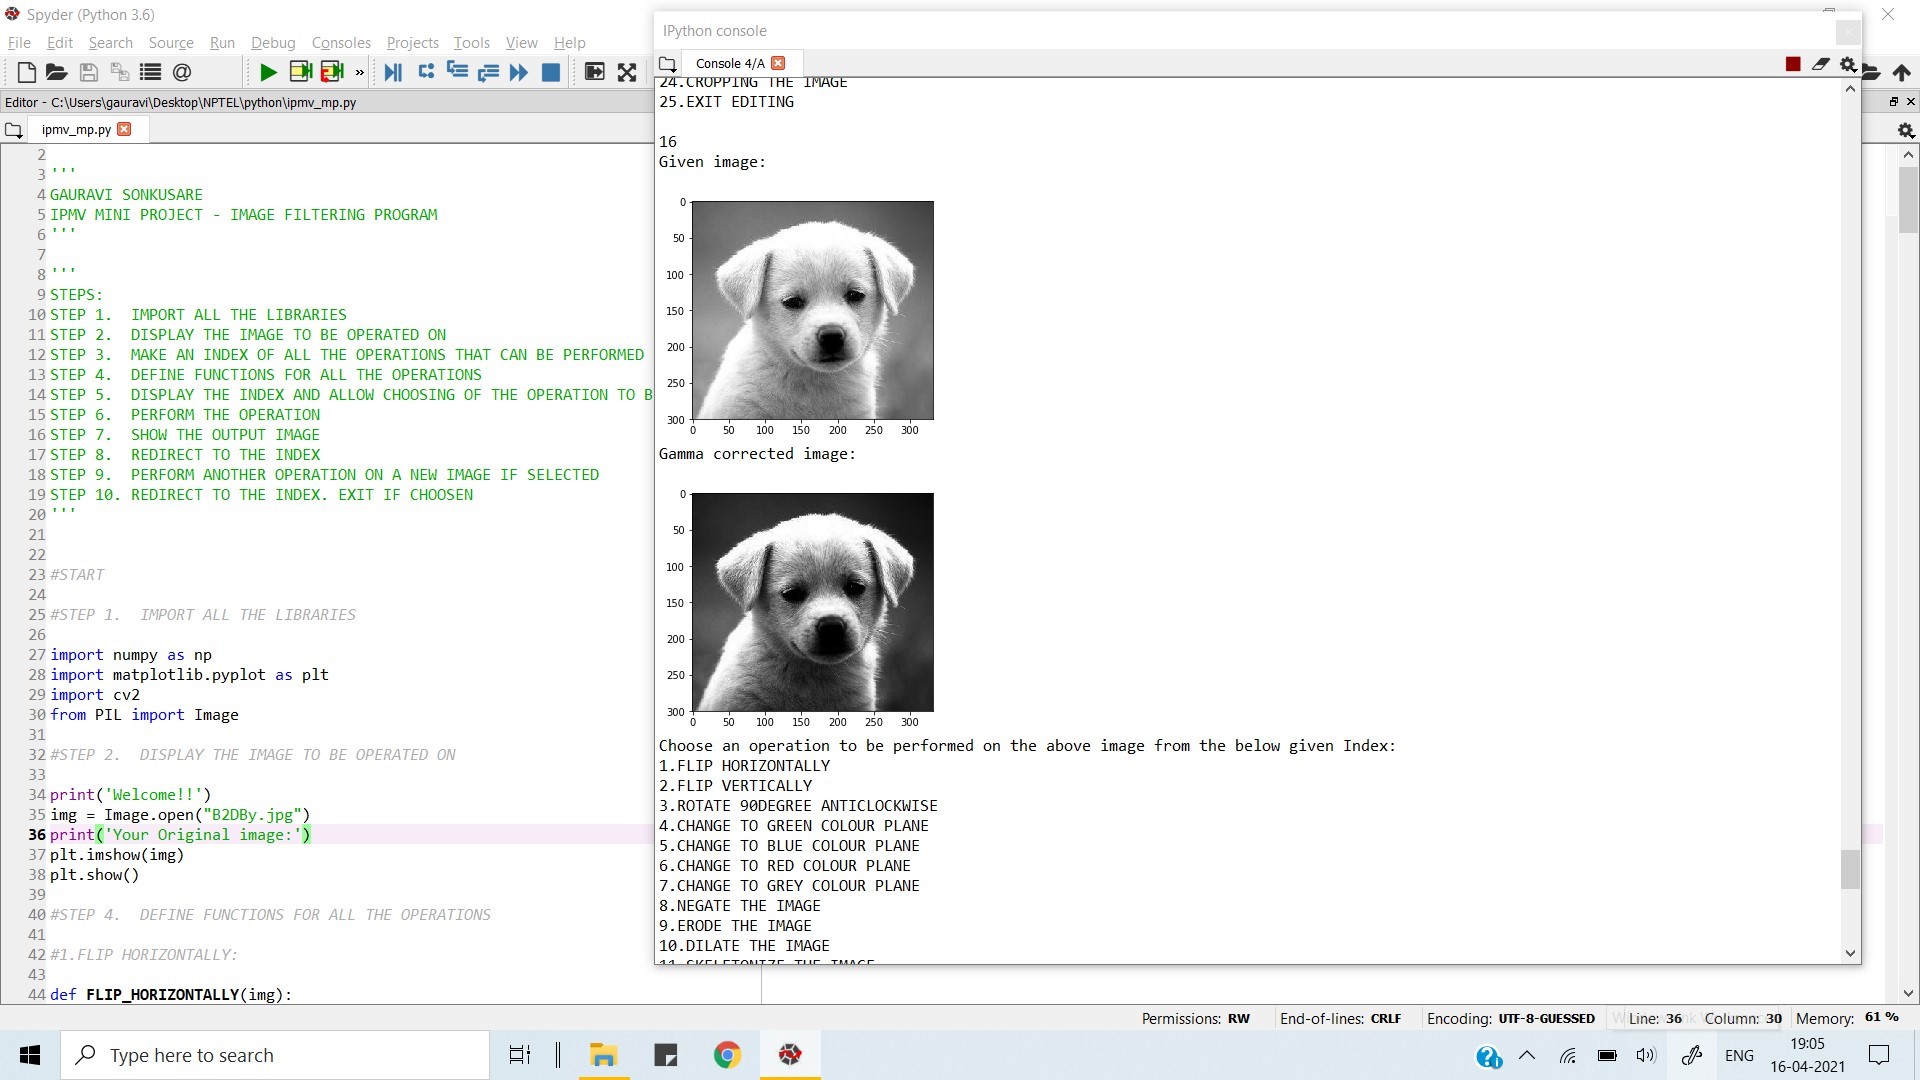 Spyder (Python 3.6)
File Edit Search Source Run Debug Consoles Projects Tools View Help
Editor - C:\Users\gauravi\Desktop\NPTEL\python\ipmv_mp.py
ipmv_mp.py
2
3 '''
4 GAURAVI SONKUSARE
5 IPMV MINI PROJECT - IMAGE FILTERING PROGRAM
6 '''
7
8 '''
9 STEPS:
10 STEP 1.  IMPORT ALL THE LIBRARIES
11 STEP 2.  DISPLAY THE IMAGE TO BE OPERATED ON
12 STEP 3.  MAKE AN INDEX OF ALL THE OPERATIONS THAT CAN BE PERFORMED
13 STEP 4.  DEFINE FUNCTIONS FOR ALL THE OPERATIONS
14 STEP 5.  DISPLAY THE INDEX AND ALLOW CHOOSING OF THE OPERATION TO B
15 STEP 6.  PERFORM THE OPERATION
16 STEP 7.  SHOW THE OUTPUT IMAGE
17 STEP 8.  REDIRECT TO THE INDEX
18 STEP 9.  PERFORM ANOTHER OPERATION ON A NEW IMAGE IF SELECTED
19 STEP 10. REDIRECT TO THE INDEX. EXIT IF CHOOSEN
20 '''
21
22
23 #START
24
25 #STEP 1.  IMPORT ALL THE LIBRARIES
26
27 import numpy as np
28 import matplotlib.pyplot as plt
29 import cv2
30 from PIL import Image
31
32 #STEP 2.  DISPLAY THE IMAGE TO BE OPERATED ON
33
34 print('Welcome!!')
35 img = Image.open("B2DBy.jpg")
36 print('Your Original image:')
37 plt.imshow(img)
38 plt.show()
39
40 #STEP 4.  DEFINE FUNCTIONS FOR ALL THE OPERATIONS
41
42 #1.FLIP HORIZONTALLY:
43
44 def FLIP_HORIZONTALLY(img):
IPython console
Console 4/A
24.CROPPING THE IMAGE
25.EXIT EDITING
16
Given image:
0
50
100
150
200
250
300
0 50 100 150 200 250 300
Gamma corrected image:
0
50
100
150
200
250
300
0 50 100 150 200 250 300
Choose an operation to be performed on the above image from the below given Index:
1.FLIP HORIZONTALLY
2.FLIP VERTICALLY
3.ROTATE 90DEGREE ANTICLOCKWISE
4.CHANGE TO GREEN COLOUR PLANE
5.CHANGE TO BLUE COLOUR PLANE
6.CHANGE TO RED COLOUR PLANE
7.CHANGE TO GREY COLOUR PLANE
8.NEGATE THE IMAGE
9.ERODE THE IMAGE
10.DILATE THE IMAGE
11.SKELETONIZE THE IMAGE
Permissions: RW End-of-lines: CRLF Encoding: UTF-8-GUESSED Line: 36 Column: 30 Memory: 61 %
Type here to search
ENG
19:05
16-04-2021